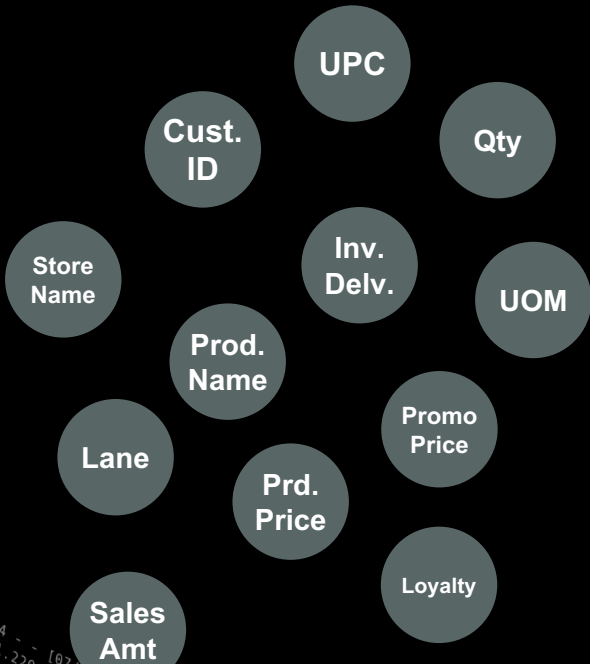 UPC
Cust.
ID
Qty
Inv.
Delv.
Store
Name
UOM
Prod.
Name
Promo
Price
Lane
Prd.
Price
Loyalty
Sales
Amt